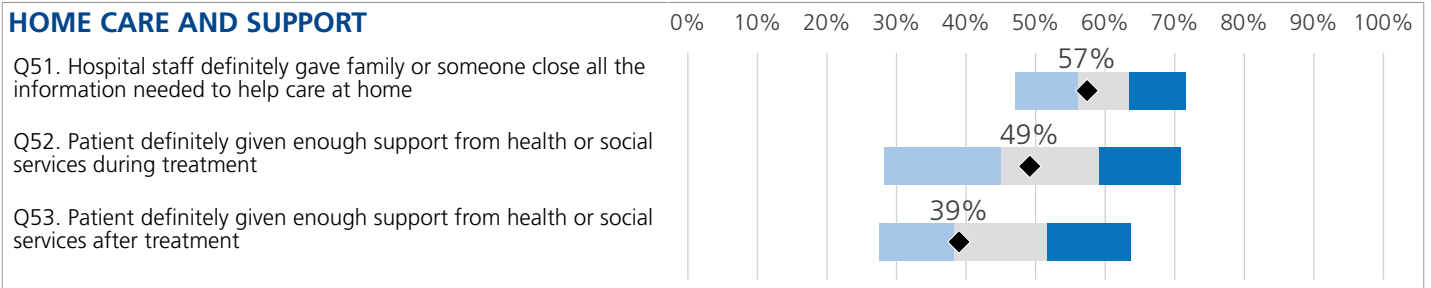 HOME CARE AND SUPPORT
0% 10% 20% 30% 40% 50% 60% 70% 80% 90% 100%
Q51. Hospital staff definitely gave family or someone close all the
information needed to help care at home
57%
Q52. Patient definitely given enough support from health or social
services during treatment
49%
Q53. Patient definitely given enough support from health or social
services after treatment
39%